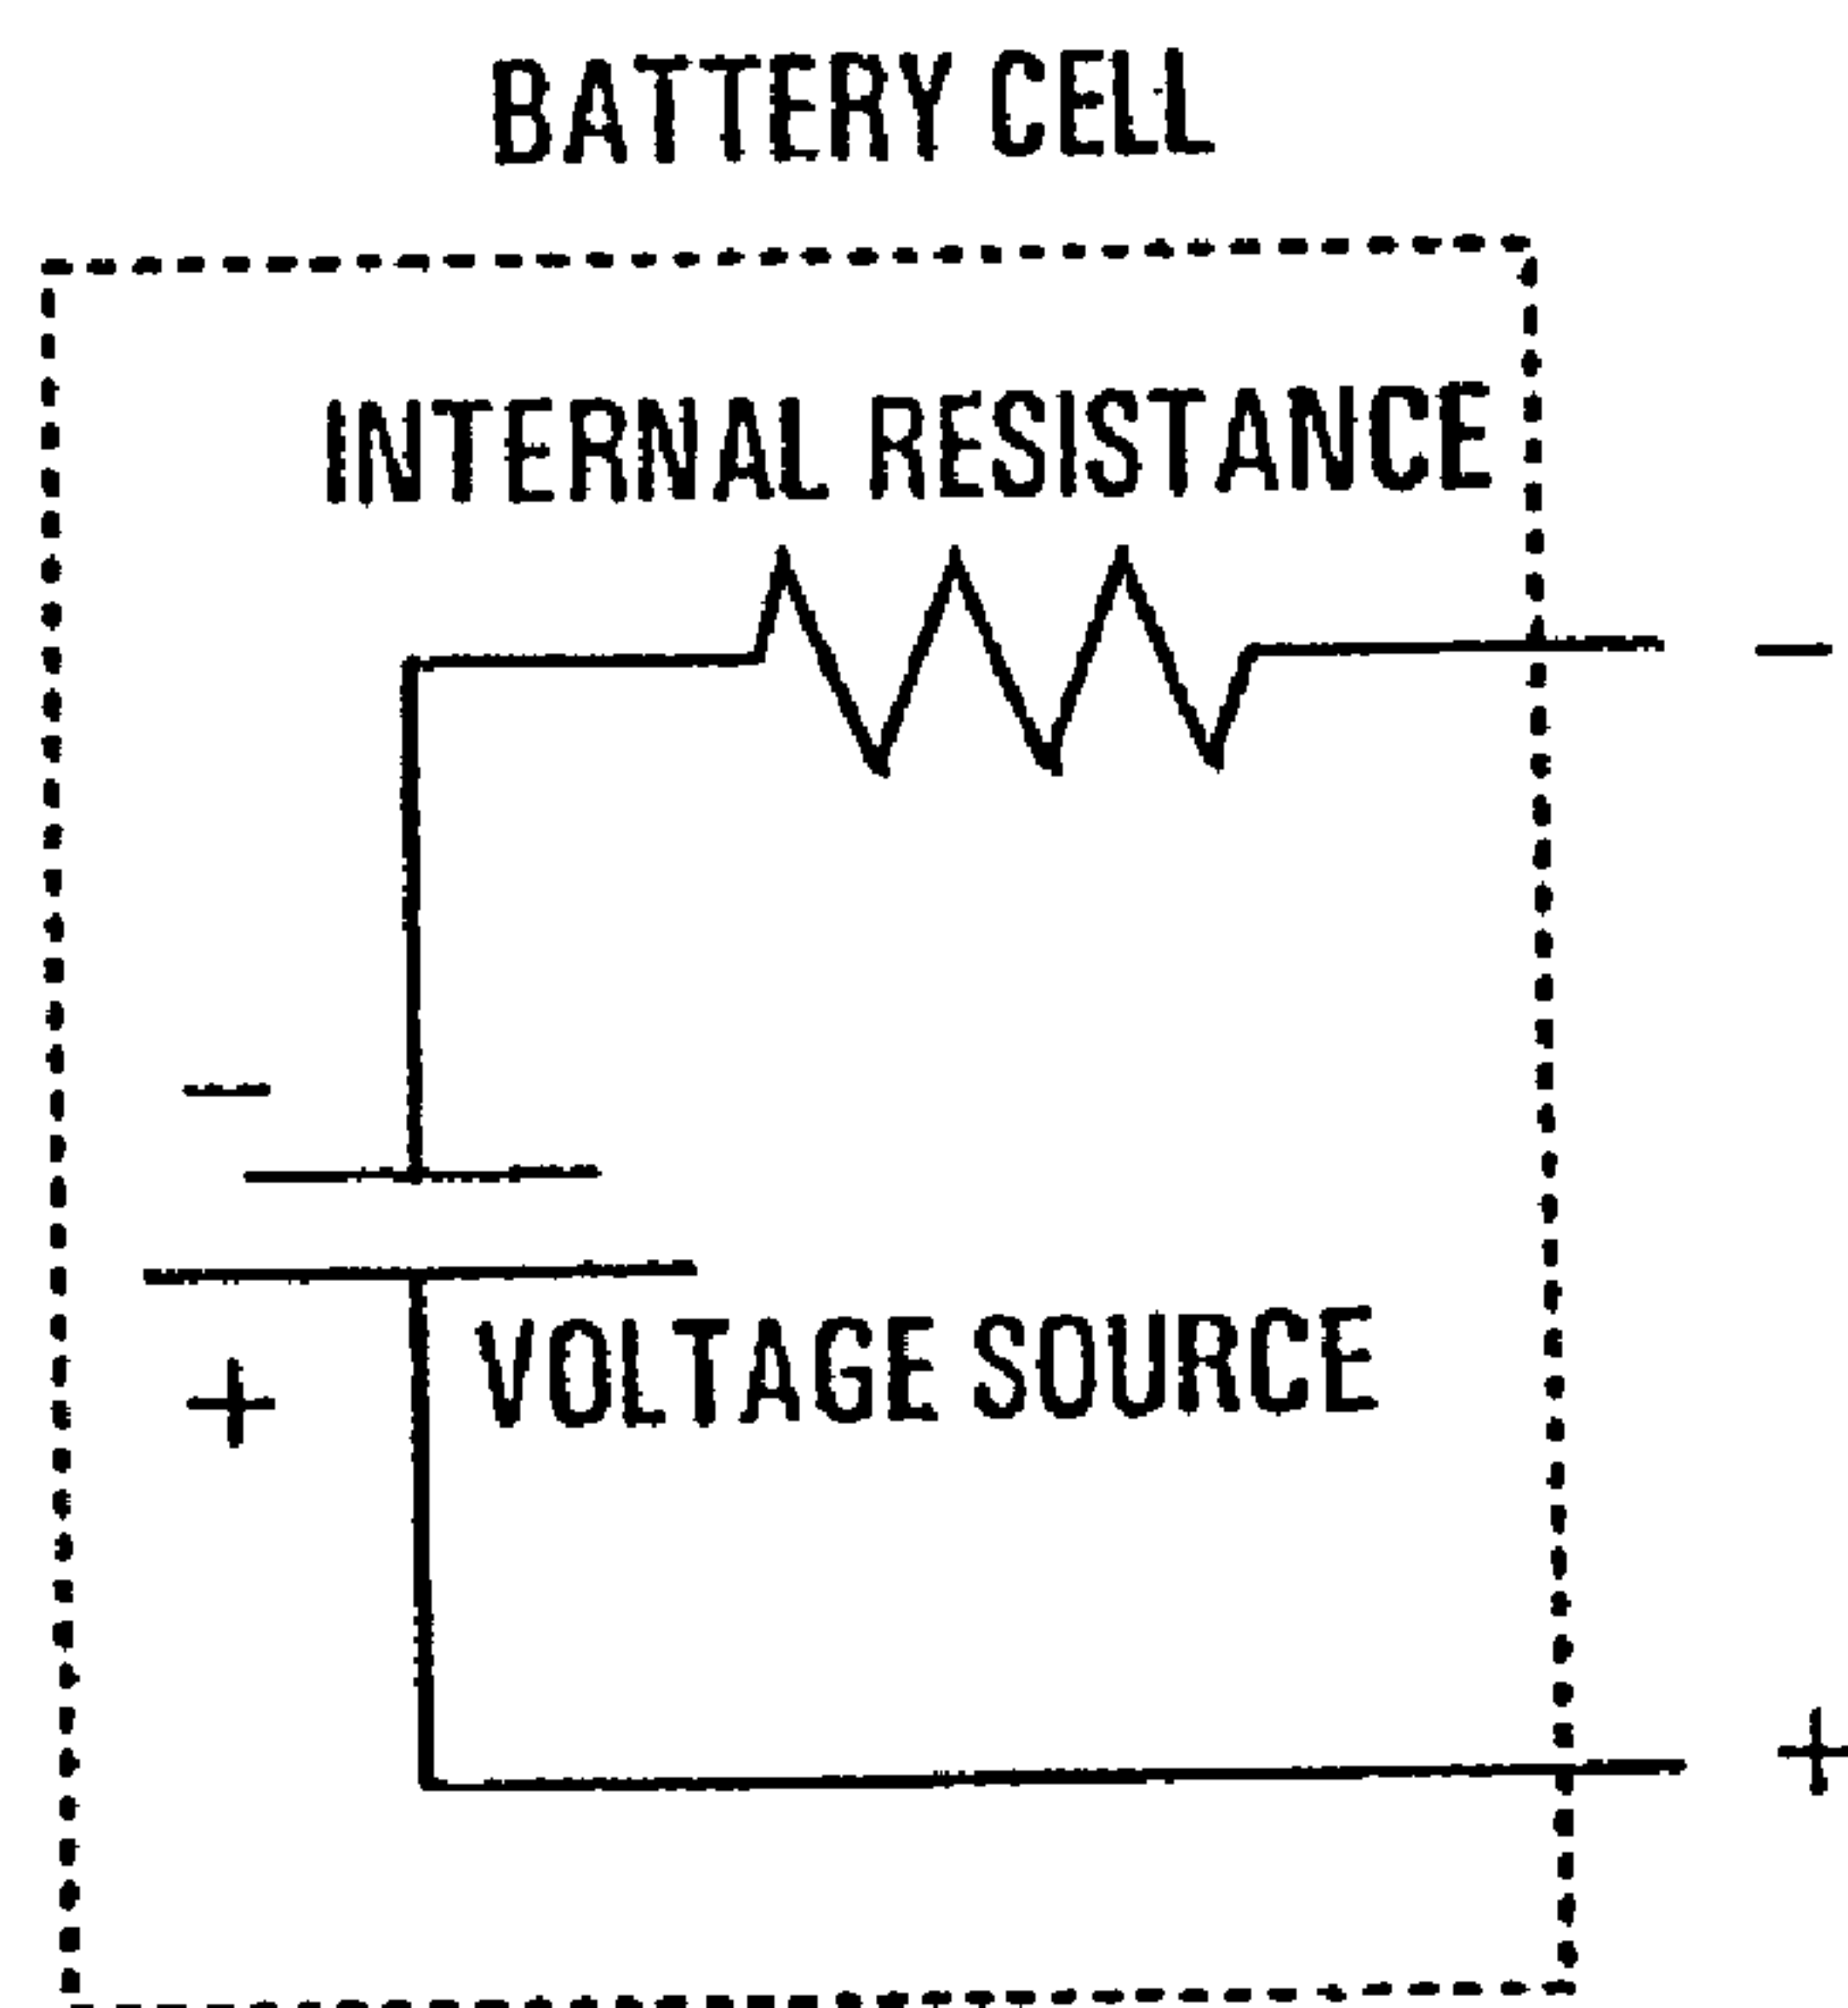 BATTERY CELL
INTERNAL RESISTANCE
−
−
VOLTAGE SOURCE
+
+